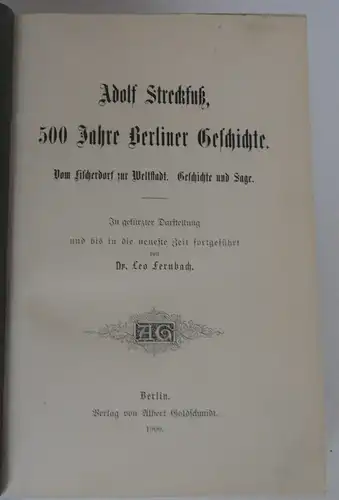 Adolf Streckfuß,
500 Jahre Berliner Geschichte.
Vom Fischerdorf zur Weltstadt. Geschichte und Sage.
In gekürzter Darstellung
und bis in die neueste Zeit fortgeführt
von
Dr. Leo Fernbach.
AG
Berlin.
Verlag von Albert Goldschmidt.